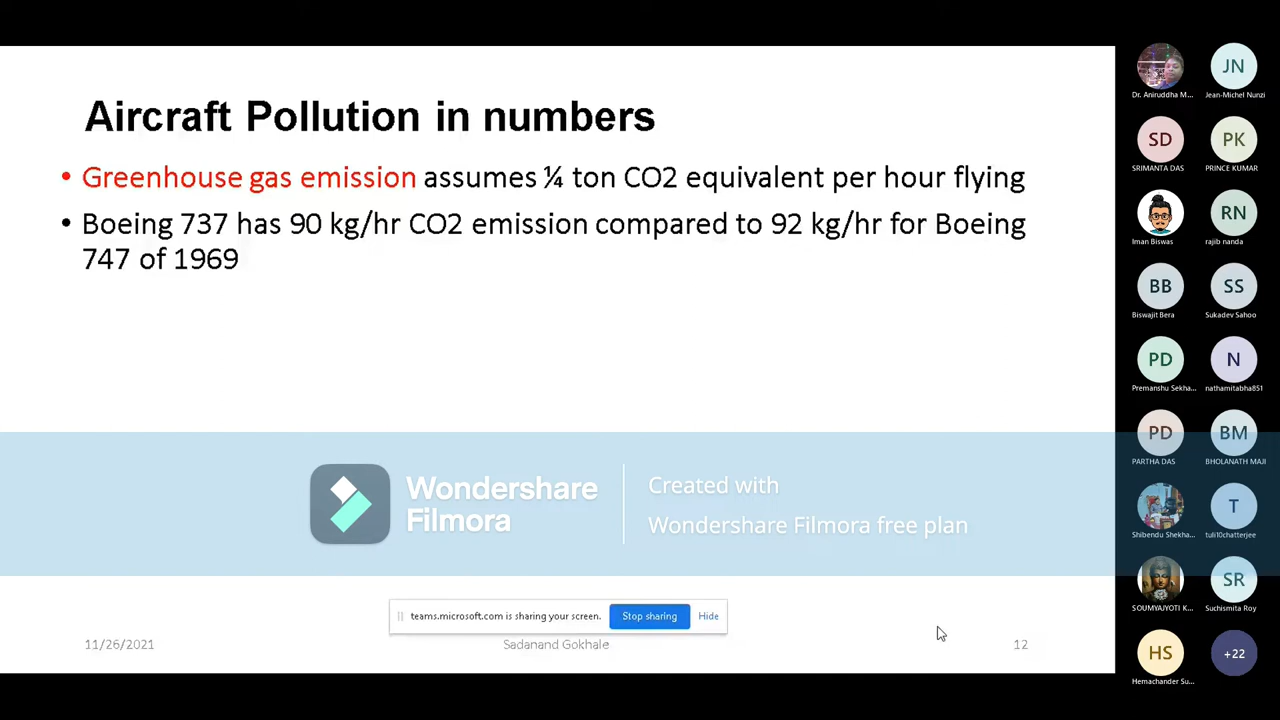 Aircraft Pollution in numbers
• Greenhouse gas emission assumes ¼ ton CO2 equivalent per hour flying
• Boeing 737 has 90 kg/hr CO2 emission compared to 92 kg/hr for Boeing
747 of 1969
Wondershare
Filmora
Created with
Wondershare Filmora free plan
teams.microsoft.com is sharing your screen.
Stop sharing
Hide
11/26/2021
Sadanand Gokhale
12
Dr. Aniruddha M...
JN
Jean-Michel Nunzi
SD
SRIMANTA DAS
PK
PRINCE KUMAR
Iman Biswas
RN
rajib nanda
BB
Biswajit Bera
SS
Sukadev Sahoo
PD
Premanshu Sekha...
N
nathamitabha851
PD
PARTHA DAS
BM
BHOLANATH MAJI
Shibendu Shekha...
T
tuli10chatterjee
SOUMYAJYOTI K...
SR
Suchismita Roy
HS
Hemachander Su...
+22